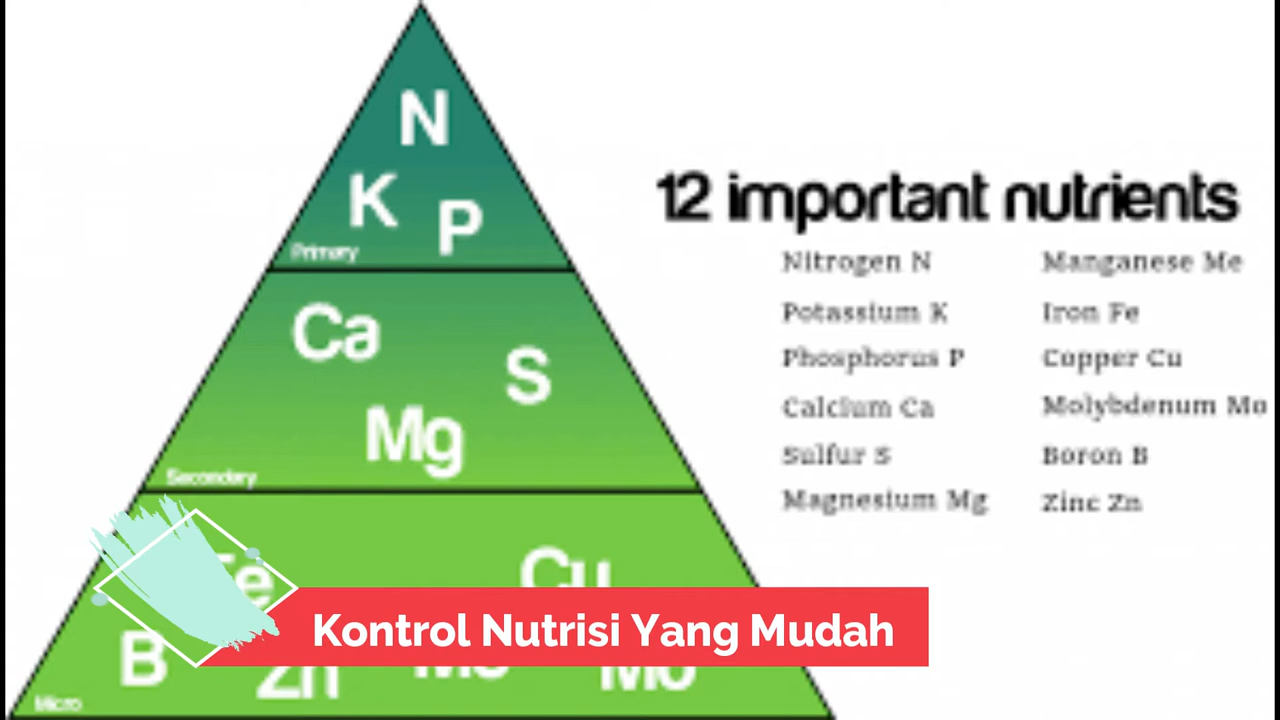 N
K
P
Primary
Ca
S
Mg
Secondary
Fe
Cu
B
Zn
Mo
Micro
12 important nutrients
Nitrogen N
Potassium K
Phosphorus P
Calcium Ca
Sulfur S
Magnesium Mg
Manganese Me
Iron Fe
Copper Cu
Molybdenum Mo
Boron B
Zinc Zn
Kontrol Nutrisi Yang Mudah